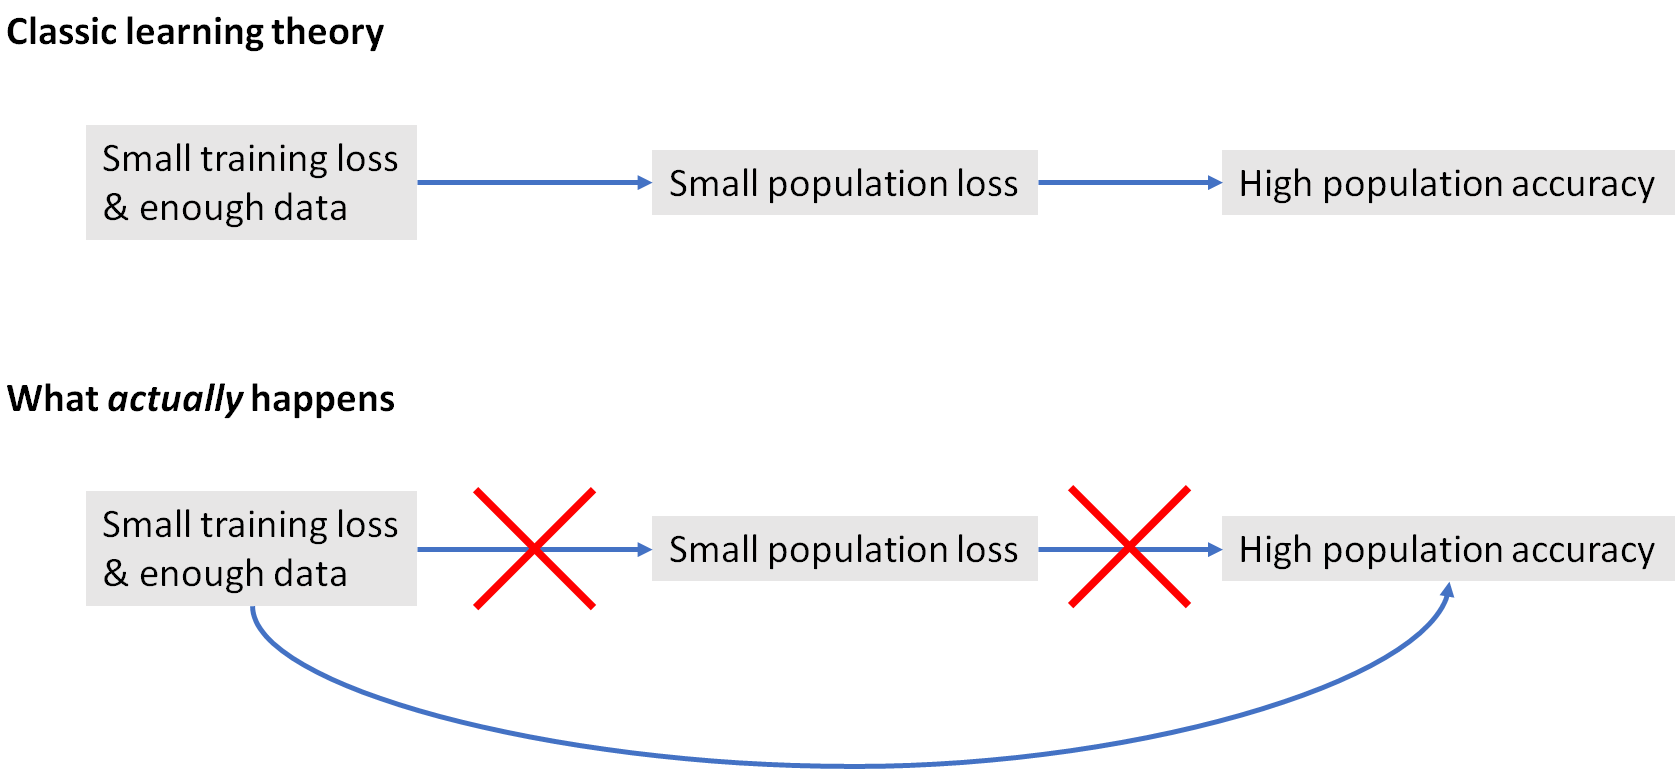 Classic learning theory
Small training loss
& enough data
Small population loss
High population accuracy
What actually happens
Small training loss
& enough data
Small population loss
High population accuracy